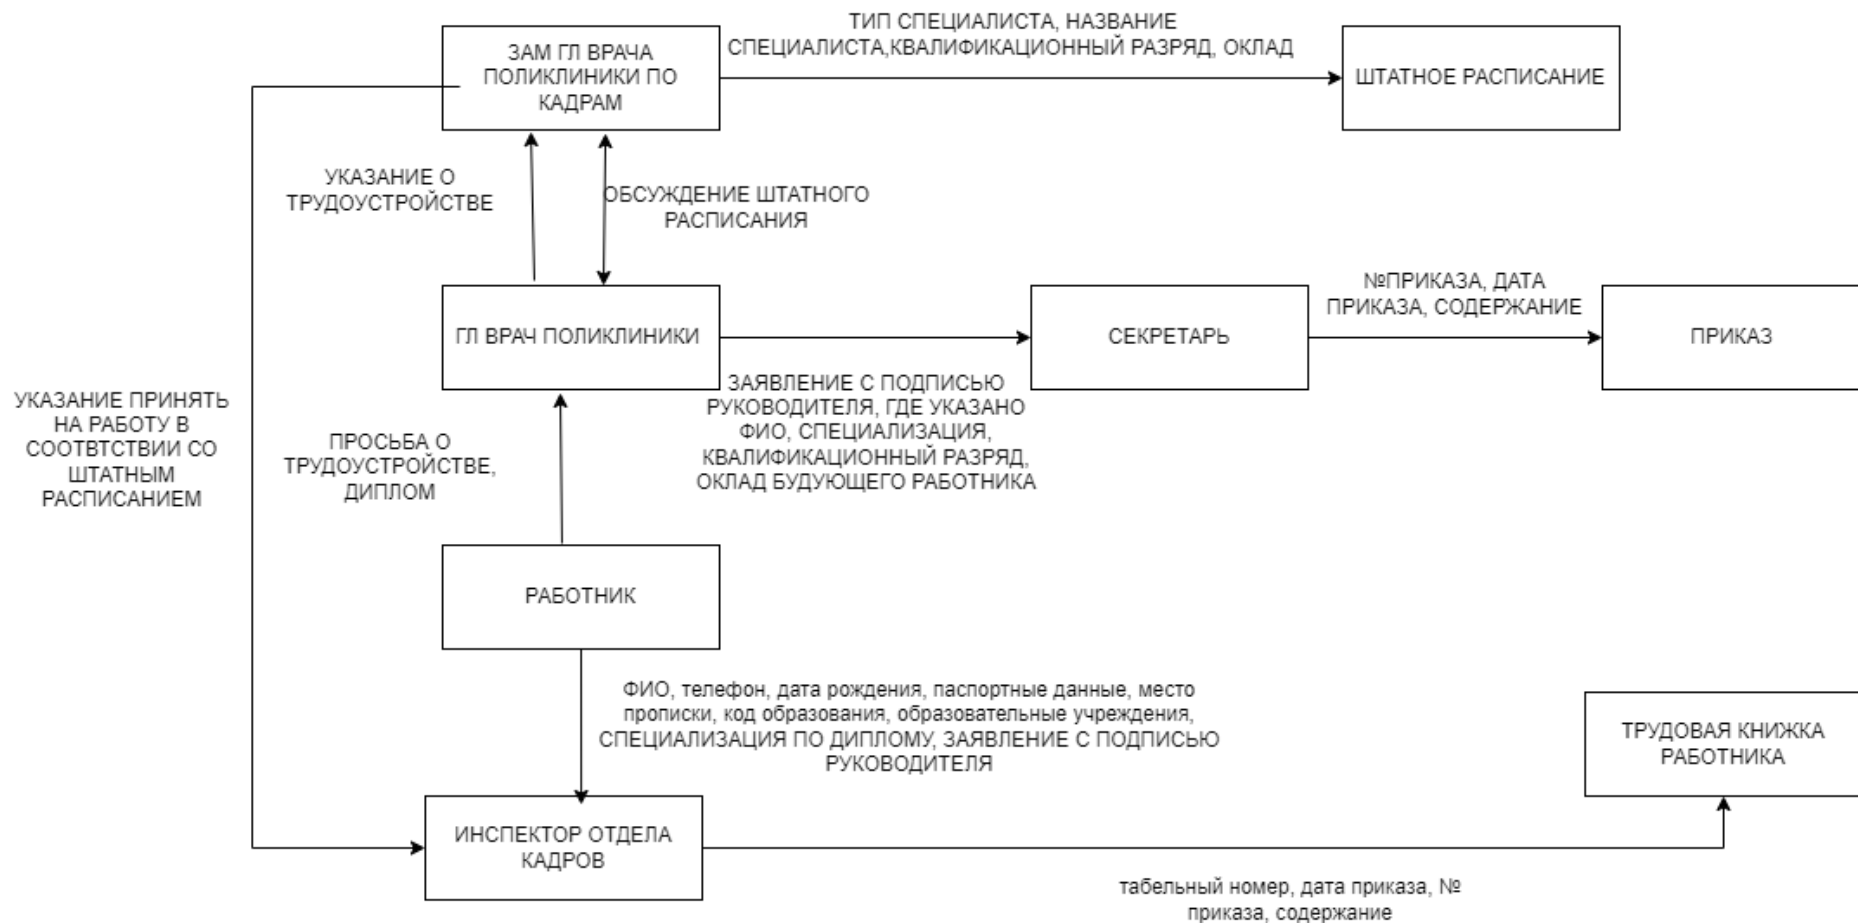 ТИП СПЕЦИАЛИСТА, НАЗВАНИЕ
СПЕЦИАЛИСТА,КВАЛИФИКАЦИОННЫЙ РАЗРЯД, ОКЛАД
ЗАМ ГЛ ВРАЧА
ПОЛИКЛИНИКИ ПО
КАДРАМ
ШТАТНОЕ РАСПИСАНИЕ
УКАЗАНИЕ О
ТРУДОУСТРОЙСТВЕ
ОБСУЖДЕНИЕ ШТАТНОГО
РАСПИСАНИЯ
№ПРИКАЗА, ДАТА
ПРИКАЗА, СОДЕРЖАНИЕ
ГЛ ВРАЧ ПОЛИКЛИНИКИ
СЕКРЕТАРЬ
ПРИКАЗ
ЗАЯВЛЕНИЕ С ПОДПИСЬЮ
РУКОВОДИТЕЛЯ, ГДЕ УКАЗАНО
ФИО, СПЕЦИАЛИЗАЦИЯ,
КВАЛИФИКАЦИОННЫЙ РАЗРЯД,
ОКЛАД БУДУЮЩЕГО РАБОТНИКА
УКАЗАНИЕ ПРИНЯТЬ
НА РАБОТУ В
СООТВТСТВИИ СО
ШТАТНЫМ
РАСПИСАНИЕМ
ПРОСЬБА О
ТРУДОУСТРОЙСТВЕ,
ДИПЛОМ
РАБОТНИК
ФИО, телефон, дата рождения, паспортные данные, место
прописки, код образования, образовательные учреждения,
СПЕЦИАЛИЗАЦИЯ ПО ДИПЛОМУ, ЗАЯВЛЕНИЕ С ПОДПИСЬЮ
РУКОВОДИТЕЛЯ
ТРУДОВАЯ КНИЖКА
РАБОТНИКА
ИНСПЕКТОР ОТДЕЛА
КАДРОВ
табельный номер, дата приказа, №
приказа, содержание